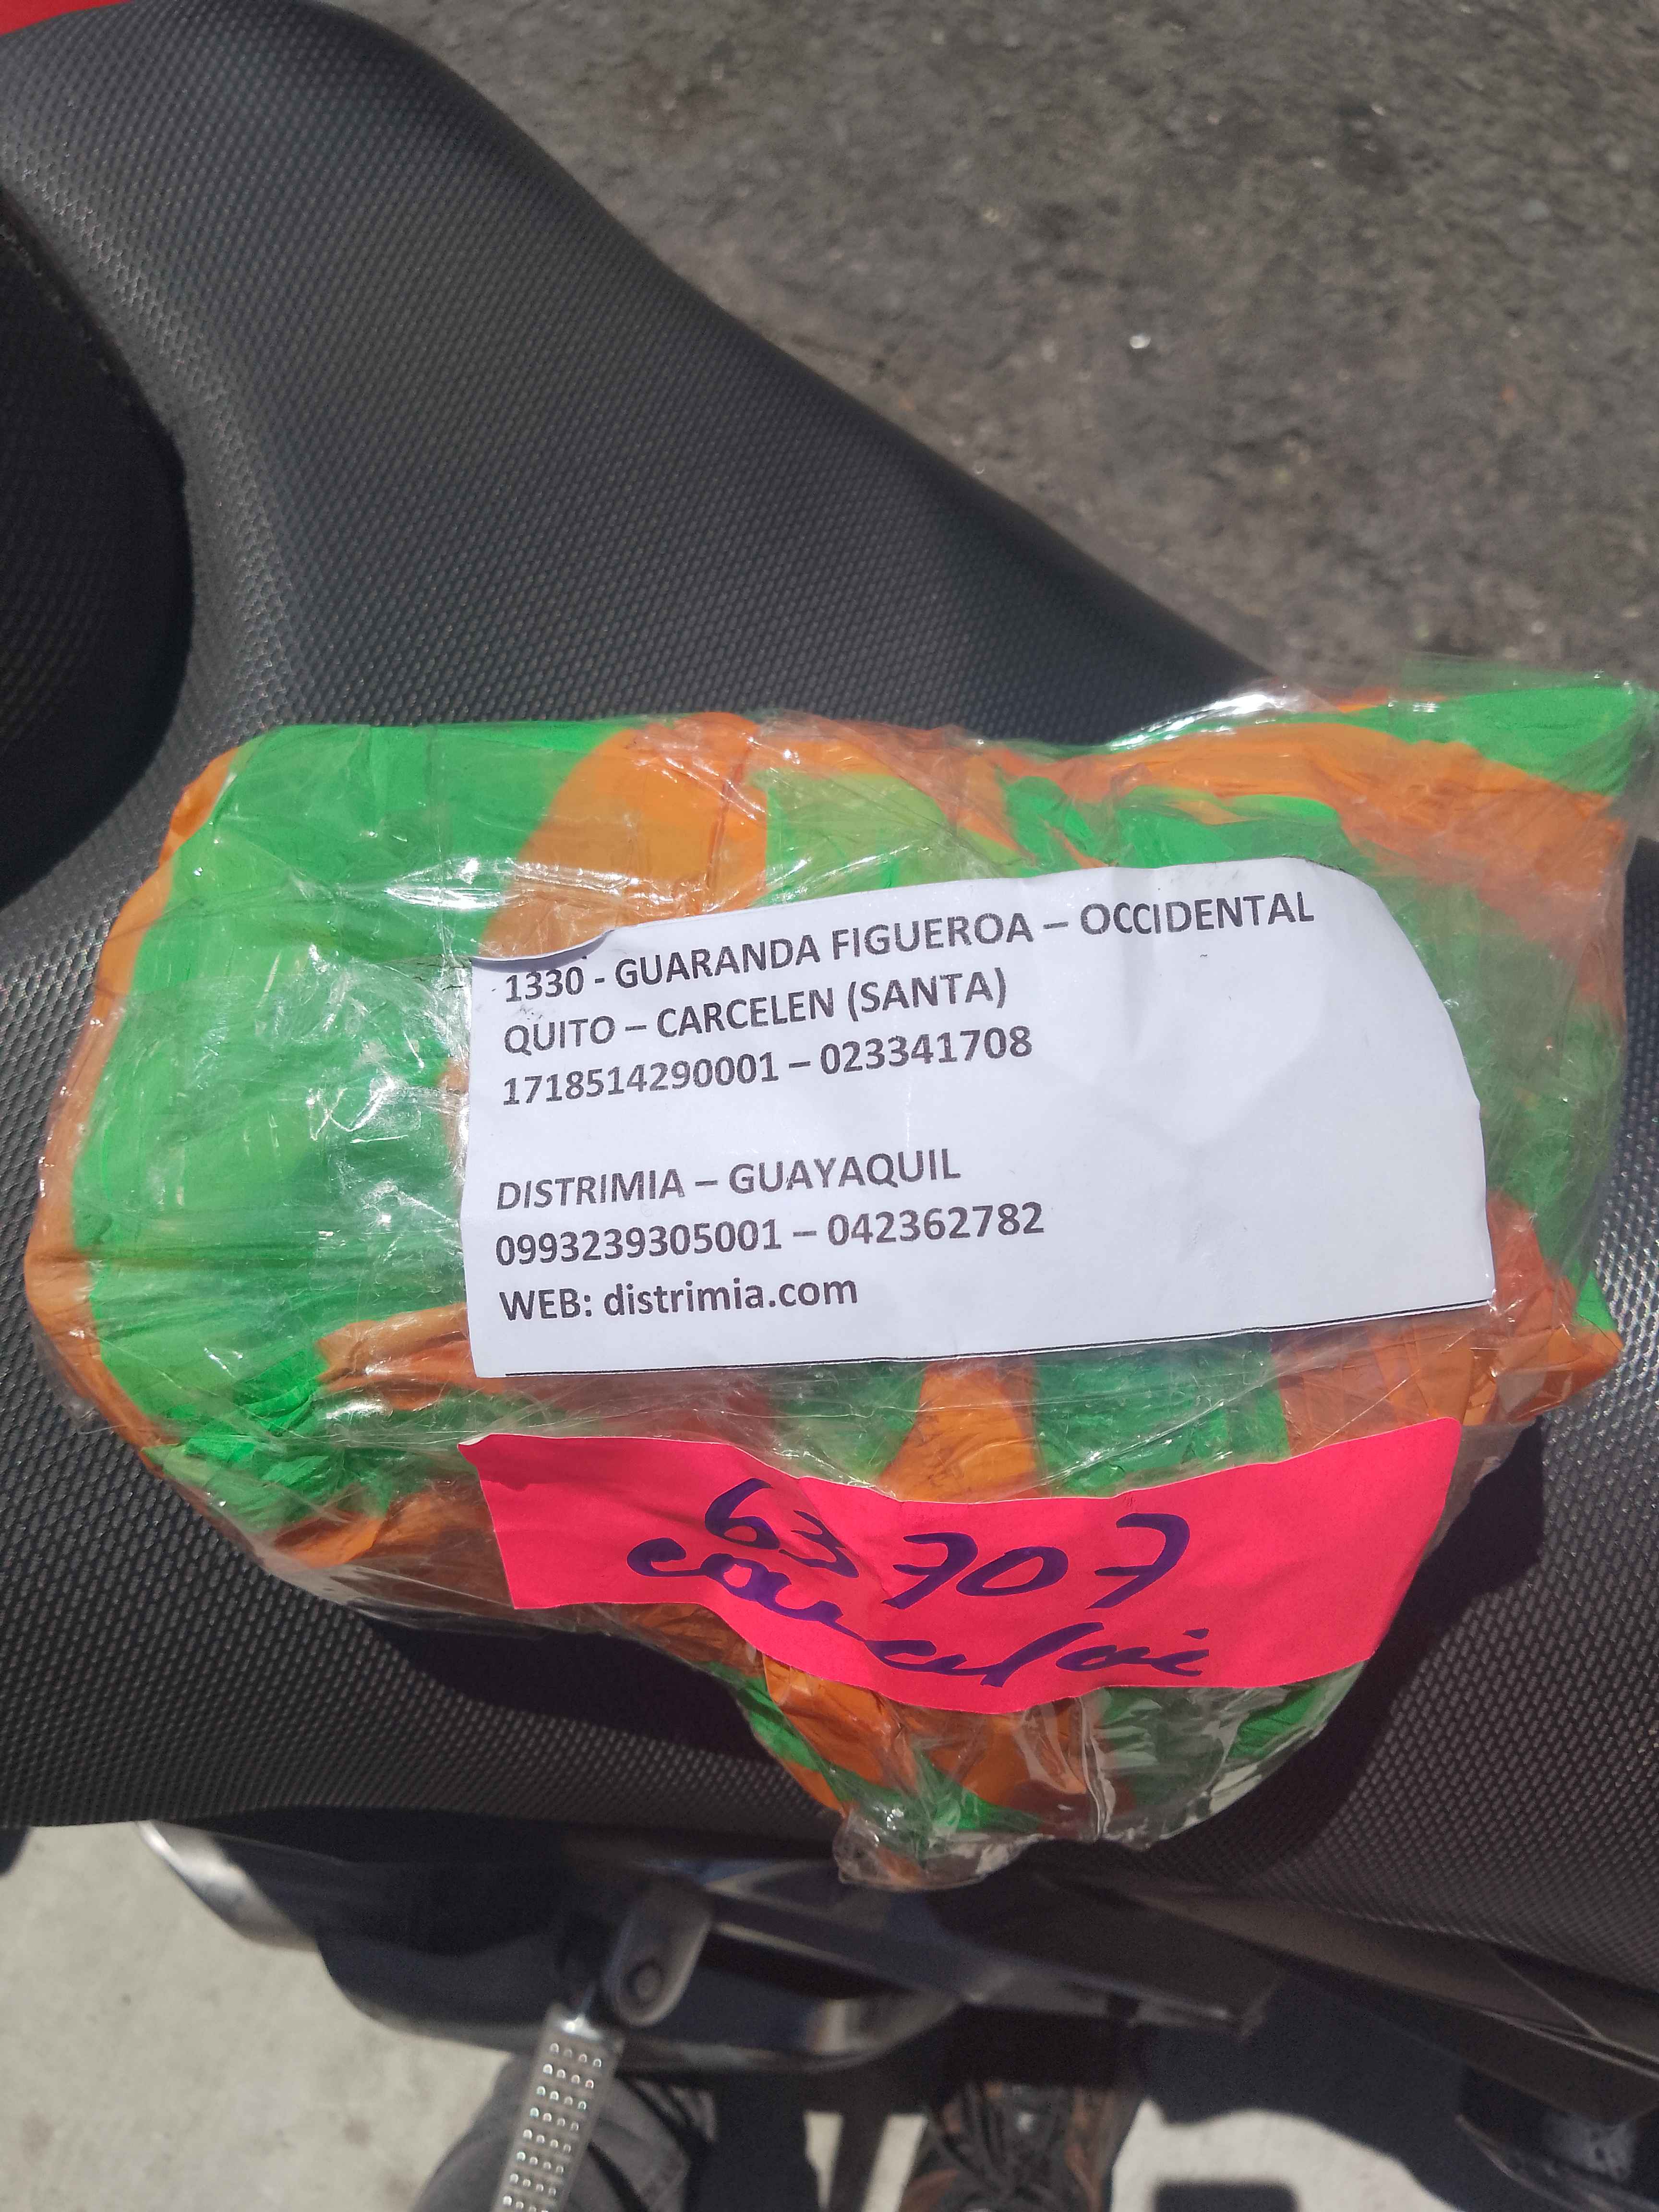 1330 - GUARANDA FIGUEROA – OCCIDENTAL
QUITO – CARCELEN (SANTA)
1718514290001 – 023341708
DISTRIMIA – GUAYAQUIL
0993239305001 – 042362782
WEB: distrimia.com
63707